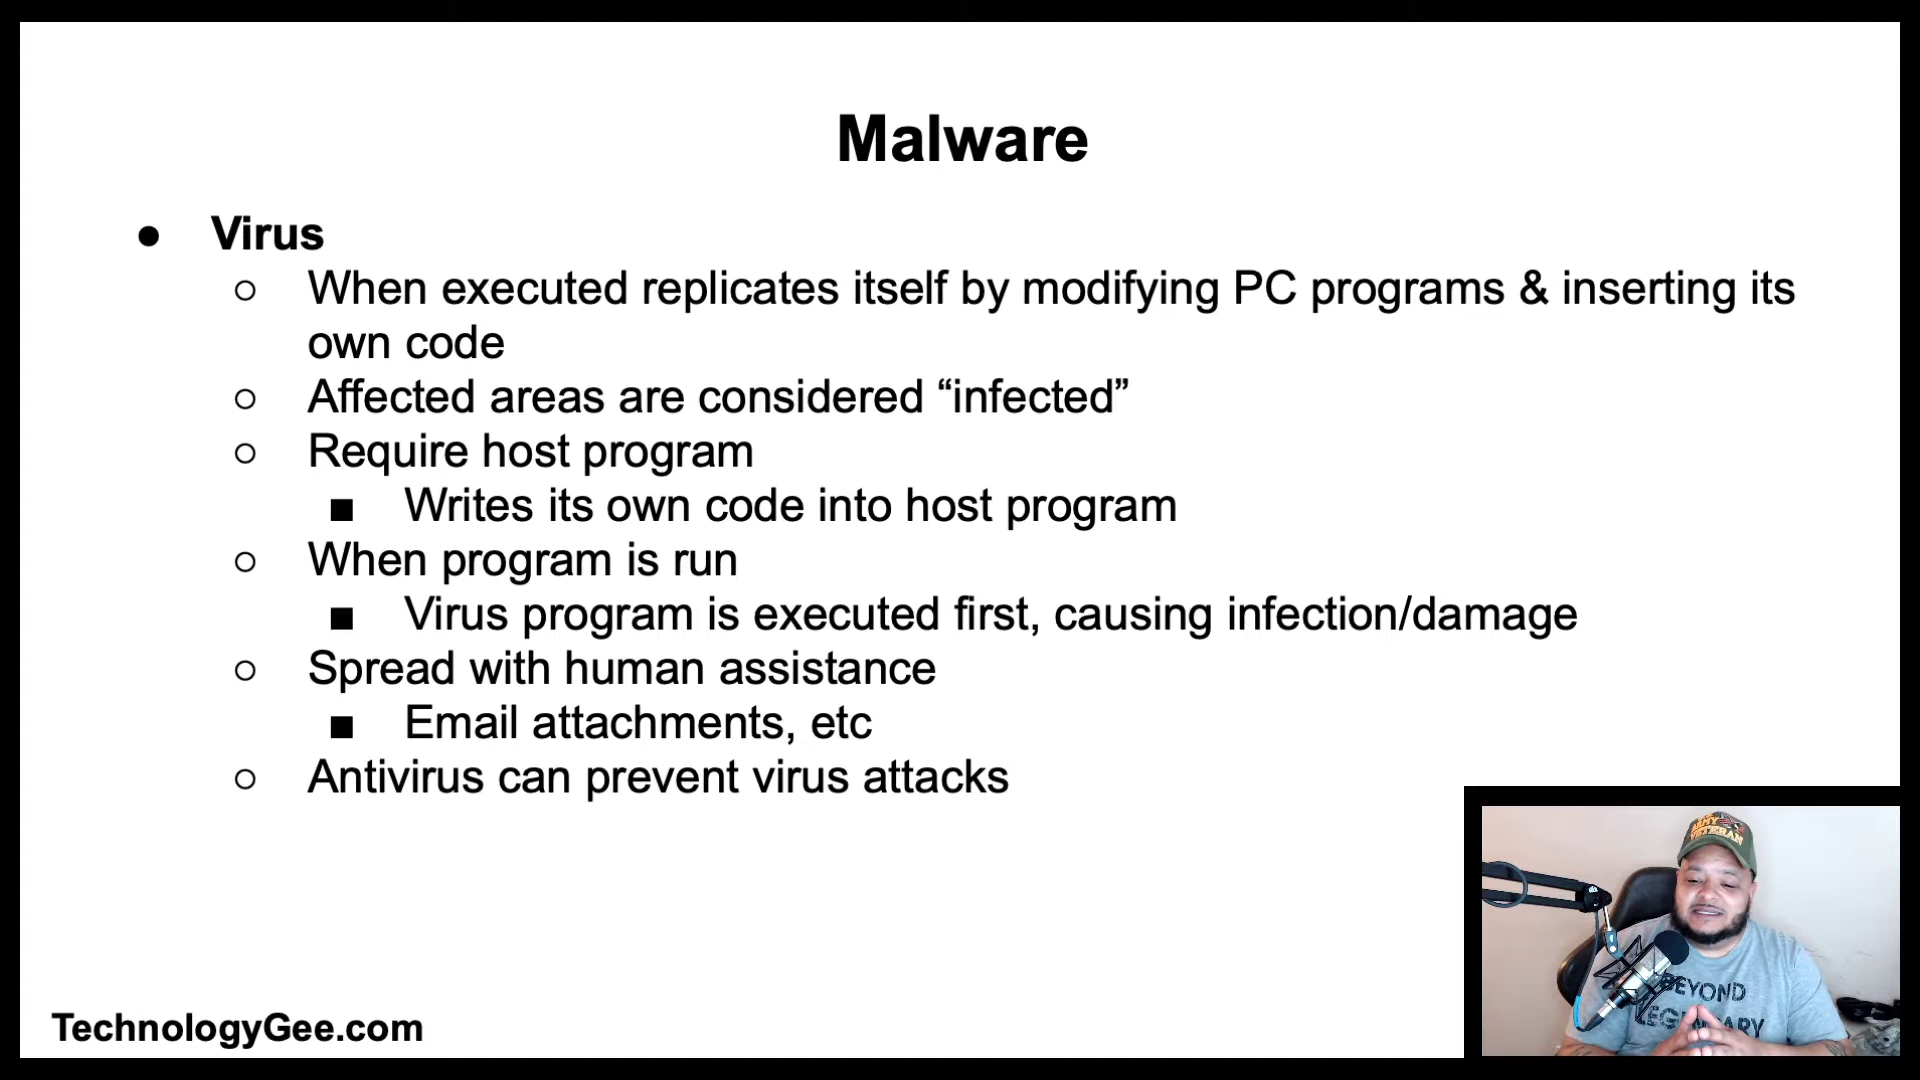 Malware
● Virus
○ When executed replicates itself by modifying PC programs & inserting its
own code
○ Affected areas are considered “infected”
○ Require host program
■ Writes its own code into host program
○ When program is run
■ Virus program is executed first, causing infection/damage
○ Spread with human assistance
■ Email attachments, etc
○ Antivirus can prevent virus attacks
ARMY
VETERAN
BEYOND
TechnologyGee.com